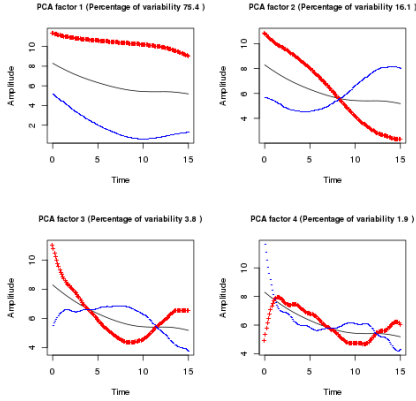 PCA factor 1 (Percentage of variability 75.4 )
PCA factor 2 (Percentage of variability 16.1 )
Amplitude
2 4 6 8 10
0 5 10 15
Time
Amplitude
2 4 6 8 10
0 5 10 15
Time
PCA factor 3 (Percentage of variability 3.8 )
PCA factor 4 (Percentage of variability 1.9 )
Amplitude
4 6 8 10
0 5 10 15
Time
Amplitude
4 6 8 10
0 5 10 15
Time